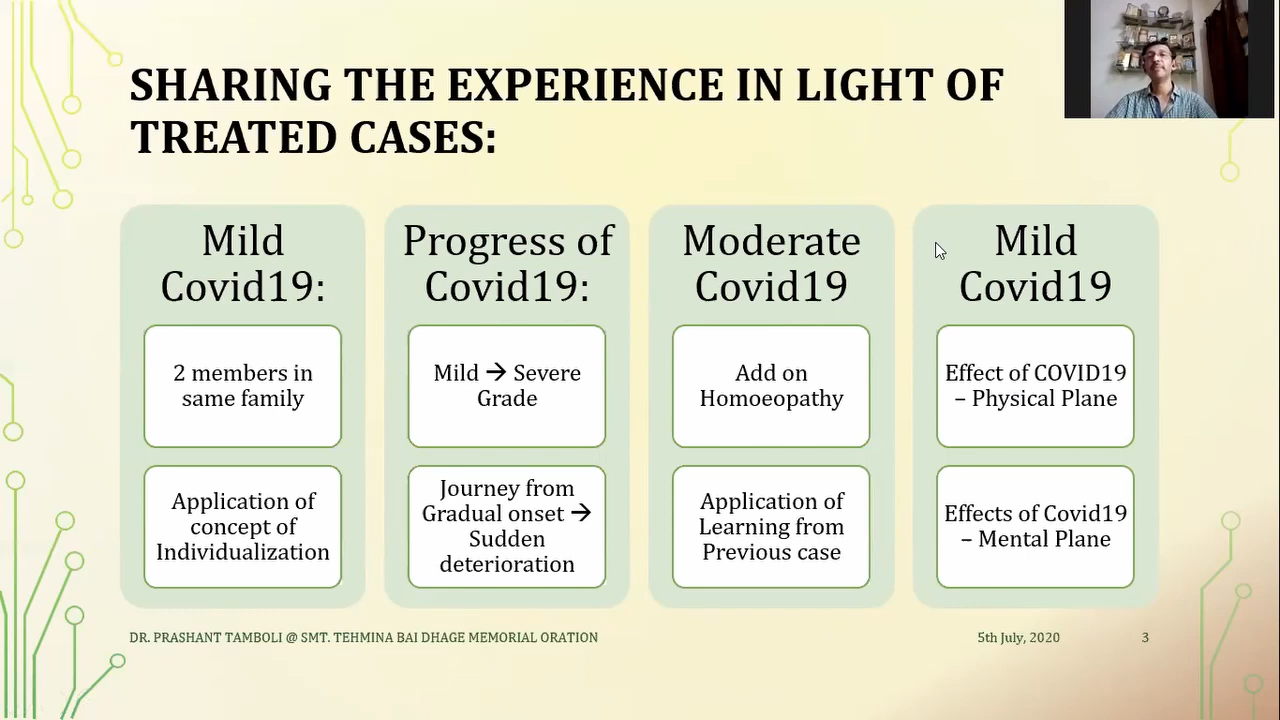 SHARING THE EXPERIENCE IN LIGHT OF
TREATED CASES:
Mild
Covid19:
2 members in
same family
Application of
concept of
Individualization
Progress of
Covid19:
Mild → Severe
Grade
Journey from
Gradual onset →
Sudden
deterioration
Moderate
Covid19
Add on
Homoeopathy
Application of
Learning from
Previous case
Mild
Covid19
Effect of COVID19
– Physical Plane
Effects of Covid19
– Mental Plane
DR. PRASHANT TAMBOLI @ SMT. TEHMINA BAI DHAGE MEMORIAL ORATION
5th July, 2020
3